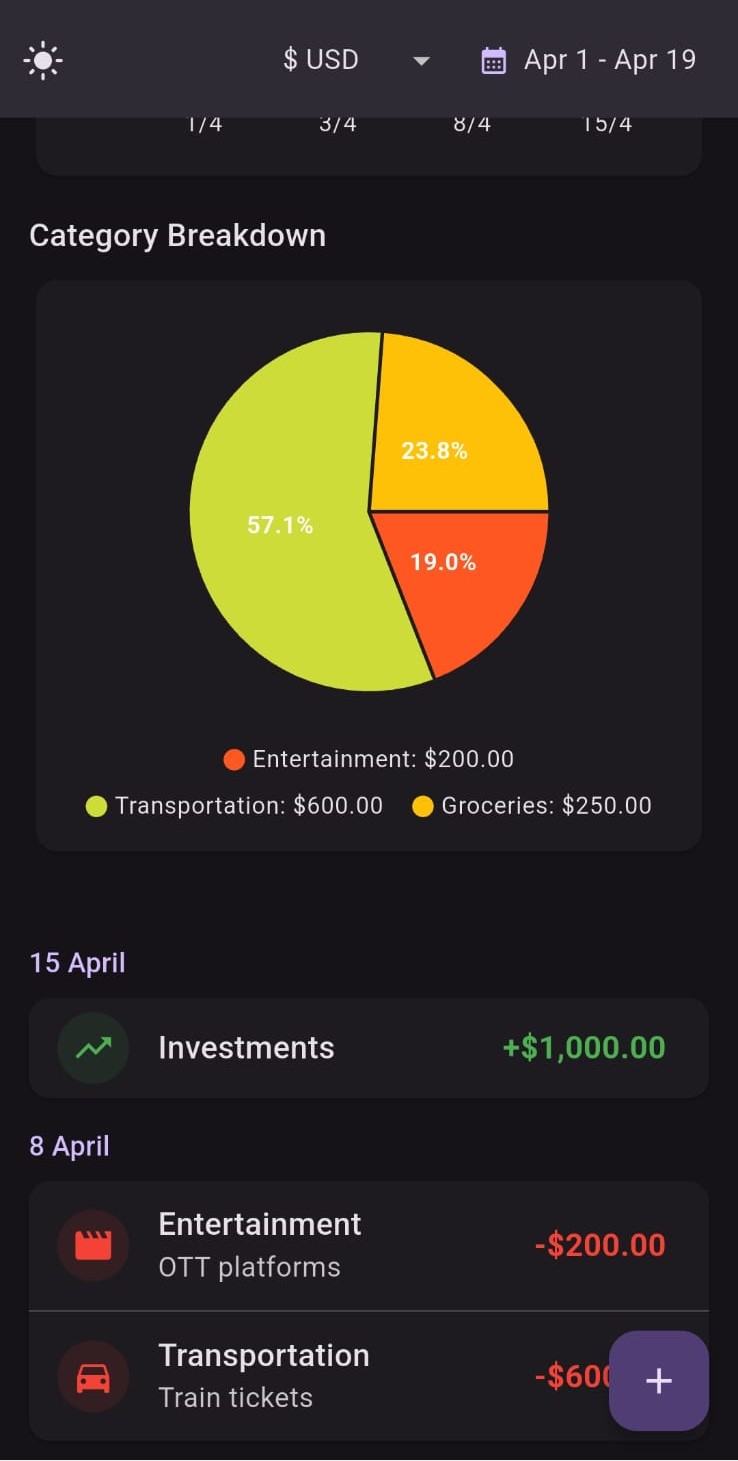 $ USD
Apr 1 - Apr 19
1/4 3/4 8/4 15/4
Category Breakdown
23.8%
57.1%
19.0%
Entertainment: $200.00
Transportation: $600.00 Groceries: $250.00
15 April
Investments +$1,000.00
8 April
Entertainment
OTT platforms
-$200.00
Transportation
Train tickets
-$600
+